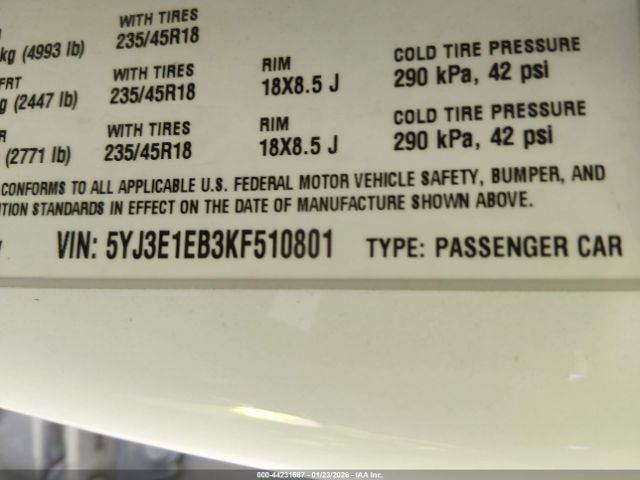 WITH TIRES
kg (4993 lb) 235/45R18
FRT WITH TIRES RIM COLD TIRE PRESSURE
g (2447 lb) 235/45R18 18X8.5 J 290 kPa, 42 psi
R WITH TIRES RIM COLD TIRE PRESSURE
(2771 lb) 235/45R18 18X8.5 J 290 kPa, 42 psi
CONFORMS TO ALL APPLICABLE U.S. FEDERAL MOTOR VEHICLE SAFETY, BUMPER, AND
TION STANDARDS IN EFFECT ON THE DATE OF MANUFACTURE SHOWN ABOVE.
VIN: 5YJ3E1EB3KF510801 TYPE: PASSENGER CAR
000-44231687 - 01/23/2026 - IAA Inc.